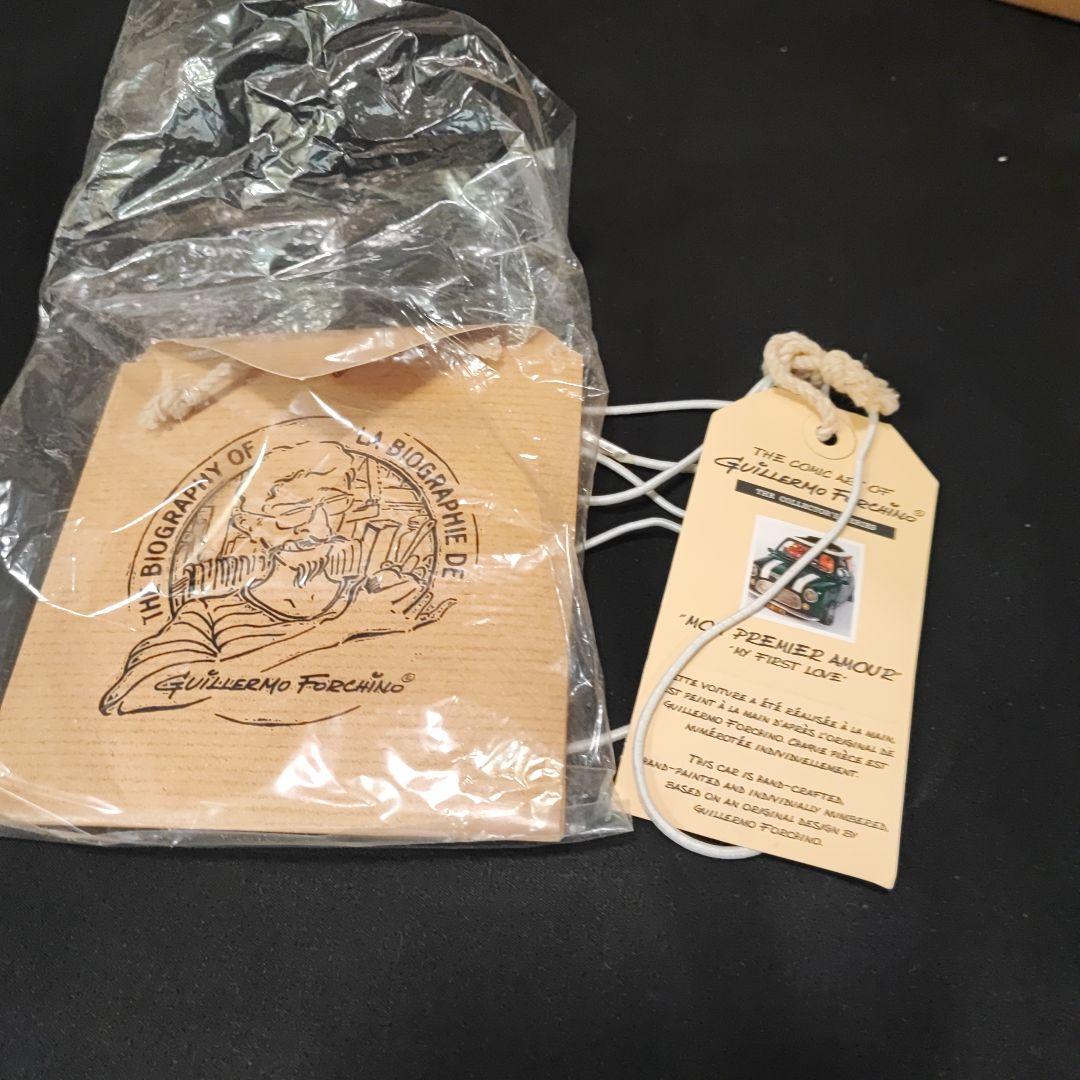 THE BIOGRAPHY OF
LA BIOGRAPHIE DE
GUILLERMO FORCHINO©
THE COMIC ART OF
GUILLERMO FORCHINO®
THE COLLECTOR'S SERIES
"MON PREMIER AMOUR"
"MY FIRST LOVE"
CETTE VOITURE A ÉTÉ RÉALISÉE À LA MAIN.
EST PEINT À LA MAIN D'APRÈS L'ORIGINAL DE
GUILLERMO FORCHINO. CHAQUE PIÈCE EST
NUMÉROTÉE INDIVIDUELLEMENT.
THIS CAR IS HAND-CRAFTED,
HAND-PAINTED AND INDIVIDUALLY NUMBERED,
BASED ON AN ORIGINAL DESIGN BY
GUILLERMO FORCHINO.